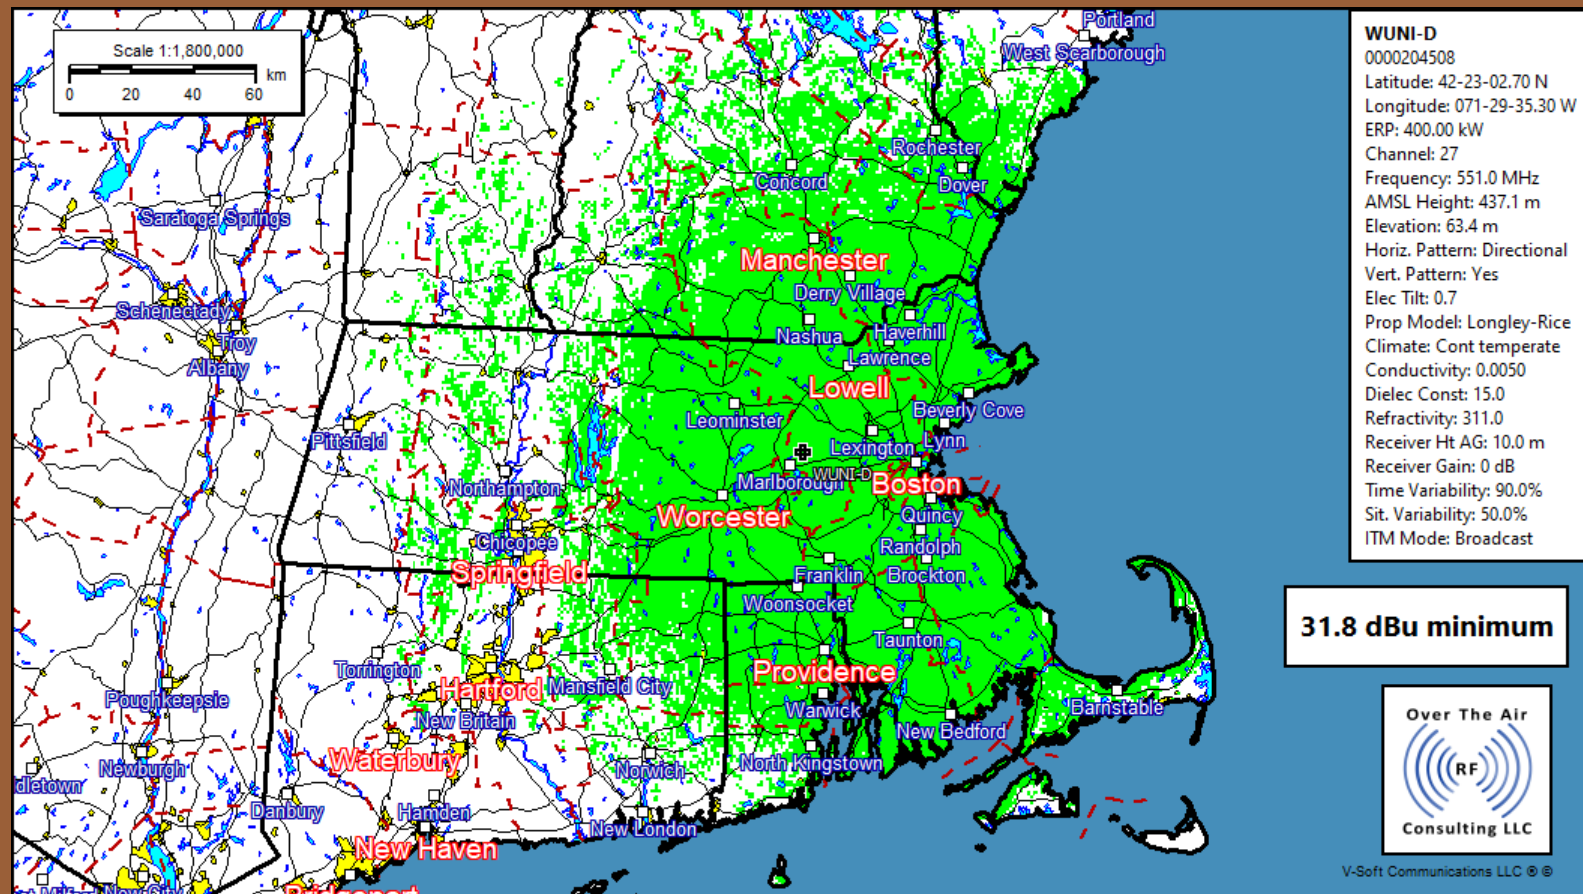 Portland
West Scarborough
Scale 1:1,800,000
km
0 20 40 60
Rochester
Concord
Dover
Saratoga Springs
Manchester
Derry Village
Schenectady
Nashua
Haverhill
Troy
Lawrence
Albany
Lowell
Beverly Cove
Leominster
Pittsfield
Lexington
Lynn
WUNI-D
Marlborough
Boston
Northampton
Worcester
Quincy
Chicopee
Randolph
Springfield
Franklin
Brockton
Woonsocket
Taunton
Torrington
Providence
Hartford
Mansfield City
Poughkeepsie
Warwick
Barnstable
New Britain
New Bedford
Waterbury
North Kingstown
Newburgh
Norwich
dletown
Danbury
Hamden
New London
New Haven
New City
Bridgeport
WUNI-D
0000204508
Latitude: 42-23-02.70 N
Longitude: 071-29-35.30 W
ERP: 400.00 kW
Channel: 27
Frequency: 551.0 MHz
AMSL Height: 437.1 m
Elevation: 63.4 m
Horiz. Pattern: Directional
Vert. Pattern: Yes
Elec Tilt: 0.7
Prop Model: Longley-Rice
Climate: Cont temperate
Conductivity: 0.0050
Dielec Const: 15.0
Refractivity: 311.0
Receiver Ht AG: 10.0 m
Receiver Gain: 0 dB
Time Variability: 90.0%
Sit. Variability: 50.0%
ITM Mode: Broadcast
31.8 dBu minimum
Over The Air
RF
Consulting LLC
V-Soft Communications LLC ® ©